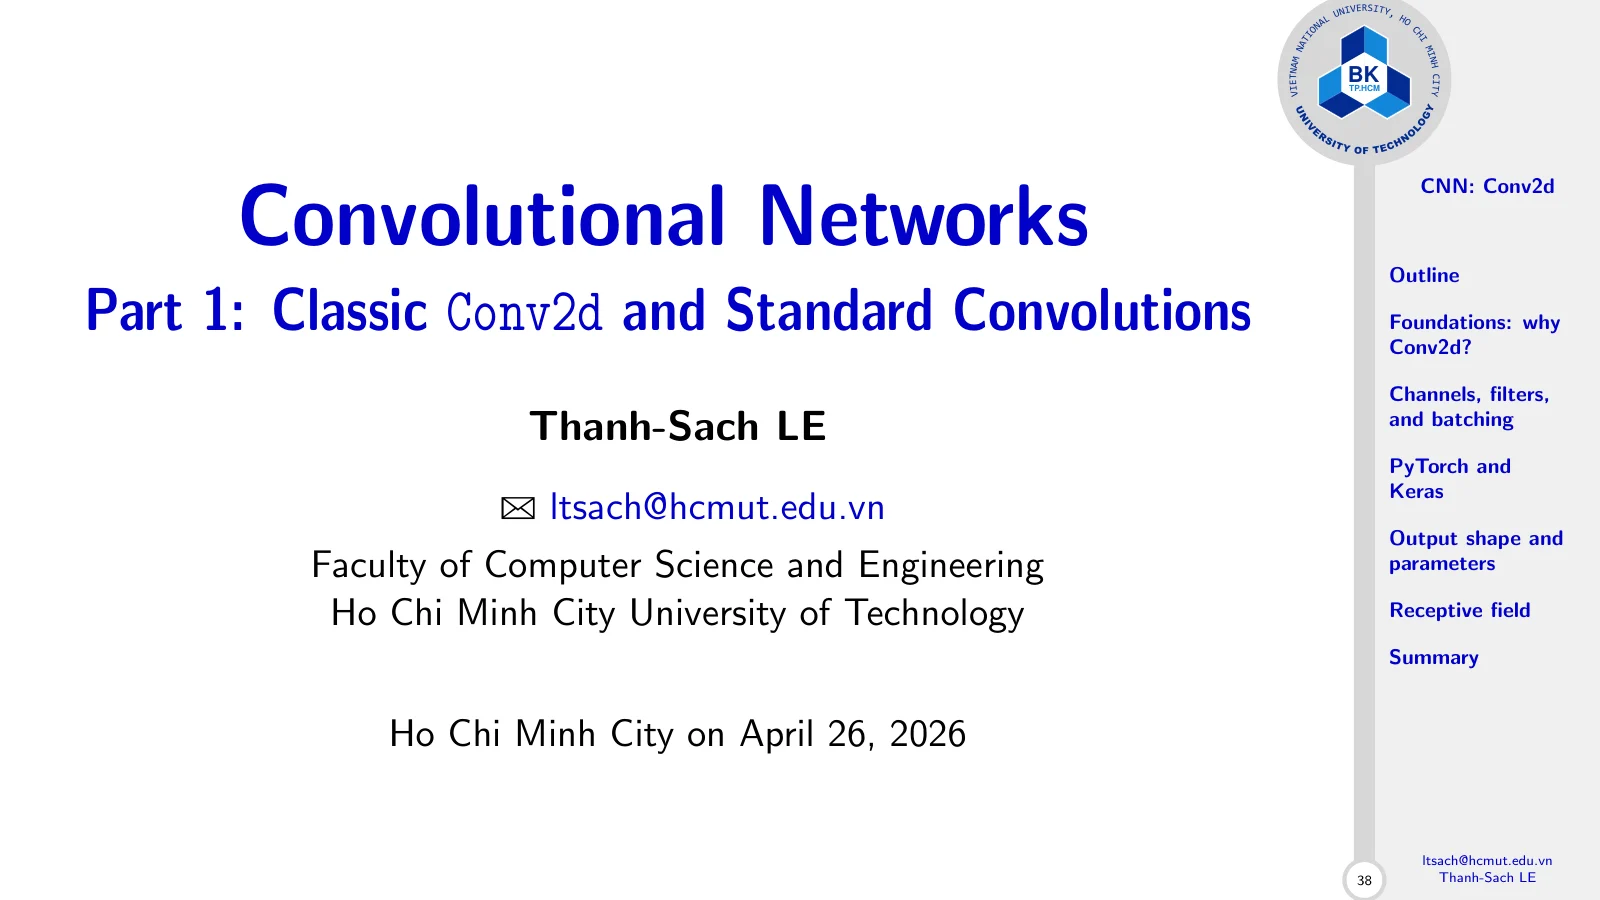 Convolutional Networks
Part 1: Classic Conv2d and Standard Convolutions
Thanh-Sach LE
ltsach@hcmut.edu.vn
Faculty of Computer Science and Engineering
Ho Chi Minh City University of Technology
Ho Chi Minh City on April 26, 2026
VIETNAM NATIONAL UNIVERSITY, HO CHI MINH CITY
BK
TP.HCM
UNIVERSITY OF TECHNOLOGY
CNN: Conv2d
Outline
Foundations: why
Conv2d?
Channels, filters,
and batching
PyTorch and
Keras
Output shape and
parameters
Receptive field
Summary
ltsach@hcmut.edu.vn
Thanh-Sach LE
38